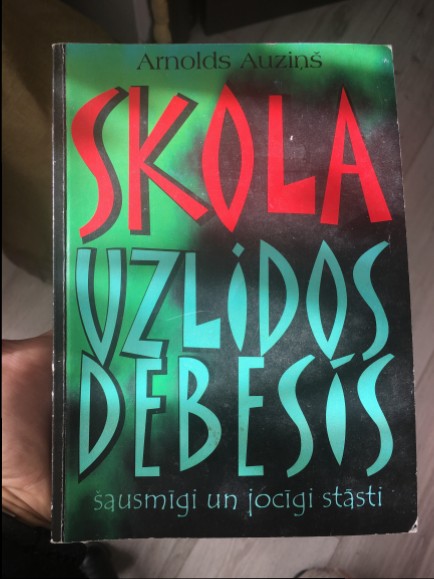 Arnolds Auziņš
SKOLA
UZLIDOS
DEBESĪS
šausmīgi un jocīgi stāsti